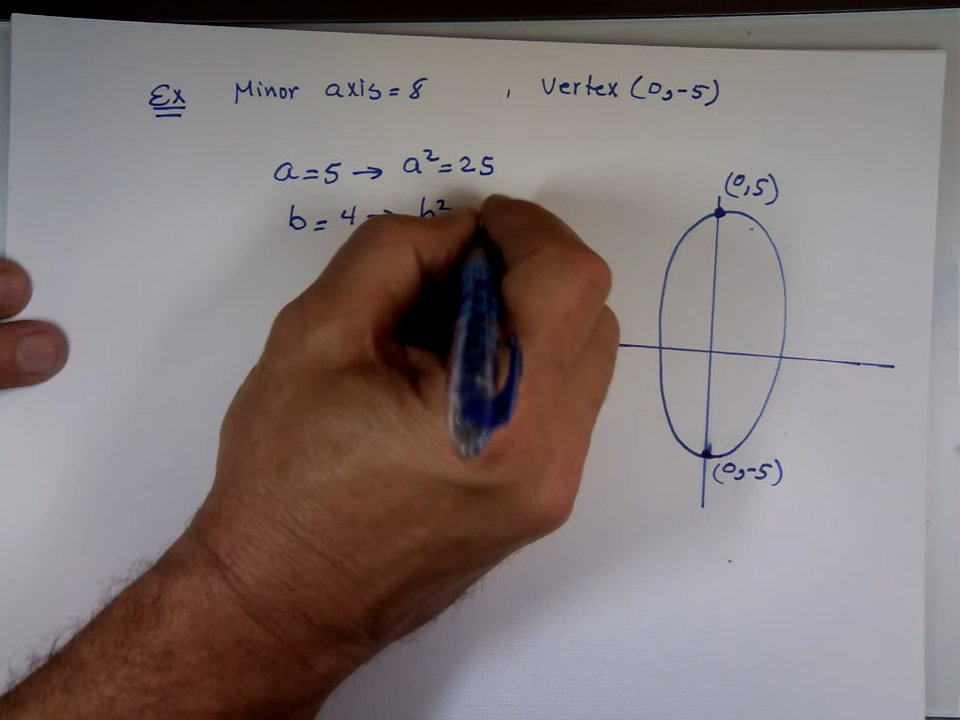 Ex Minor axis = 8 , Vertex (0,-5)
a = 5 → a² = 25
b = 4 → b²
(0,5)
(0,-5)